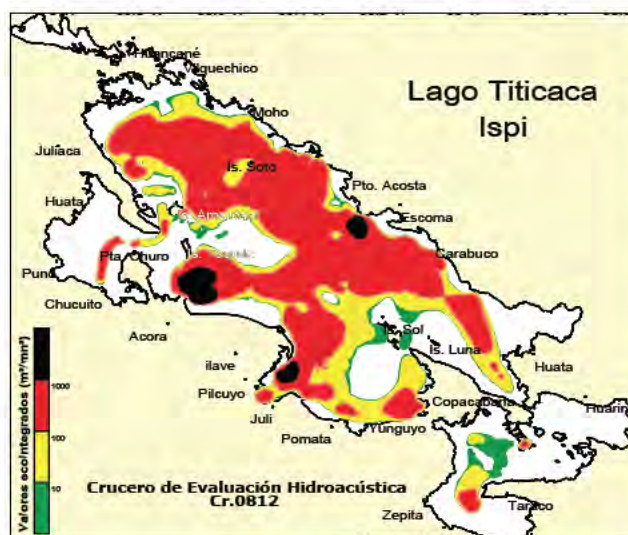 Huancané
Vilquechico
Lago Titicaca
Ispi
Moho
Juliaca
Is. Soto
Pto. Acosta
Huata
Escoma
Carabuco
Pta. Churo
Puno
Chucuito
Acora
Is. Sol
Is. Luna
ilave
Huata
Pilcuyo
Copacabana
Huarin
Juli
Yunguyo
Pomata
Valores ecointegrados (m²/mn²)
1000
100
10
Crucero de Evaluación Hidroacústica
Cr.0812
Zepita
Taraco